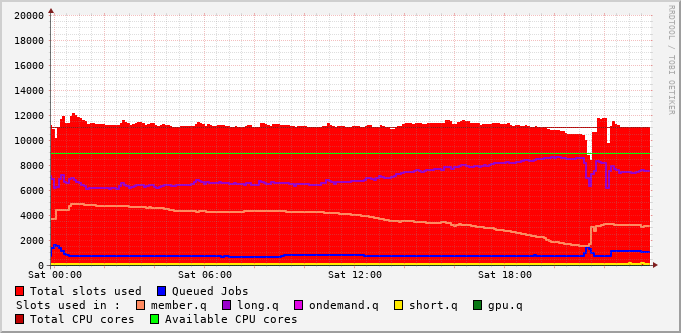 20000
18000
16000
14000
12000
10000
8000
6000
4000
2000
0
Sat 00:00 Sat 06:00 Sat 12:00 Sat 18:00
Total slots used Queued Jobs
Slots used in : member.q long.q ondemand.q short.q gpu.q
Total CPU cores Available CPU cores
RRDTOOL / TOBI OETIKER